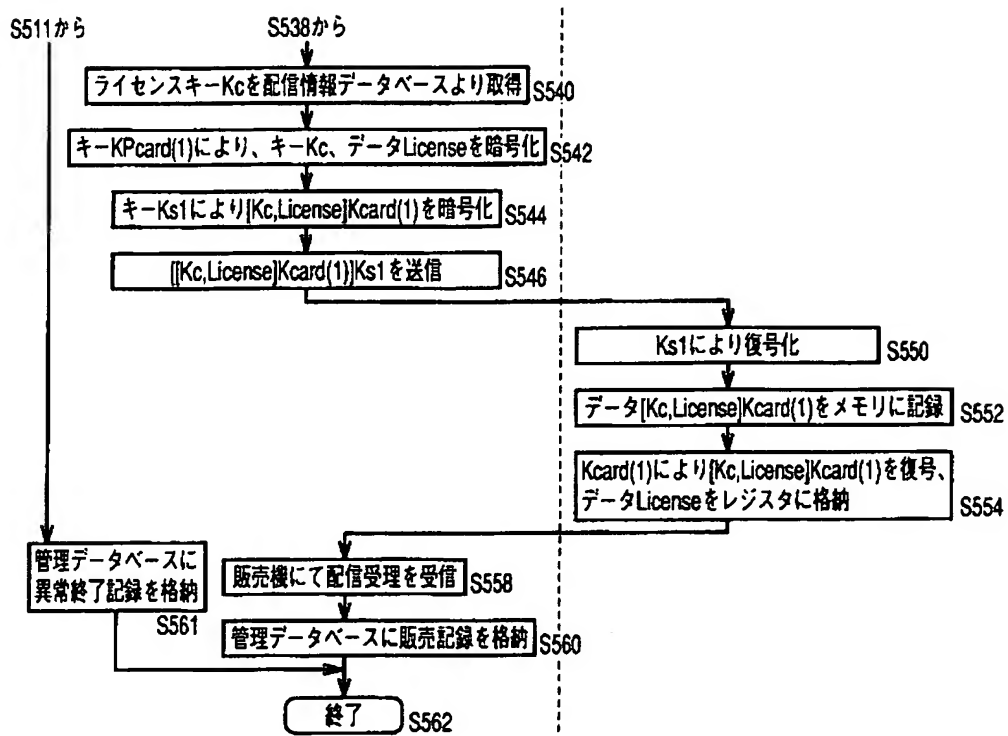 S511から
S538から
ライセンスキーKcを配信情報データベースより取得
S540
キーKPcard(1)により、キーKc、データLicenseを暗号化
S542
キーKs1により[Kc,License]Kcard(1)を暗号化
S544
[[Kc,License]Kcard(1)]Ks1を送信
S546
Ks1により復号化
S550
データ[Kc,License]Kcard(1)をメモリに記録
S552
Kcard(1)により[Kc,License]Kcard(1)を復号、
データLicenseをレジスタに格納
S554
管理データベースに
異常終了記録を格納
S561
販売機にて配信受理を受信
S558
管理データベースに販売記録を格納
S560
終了
S562